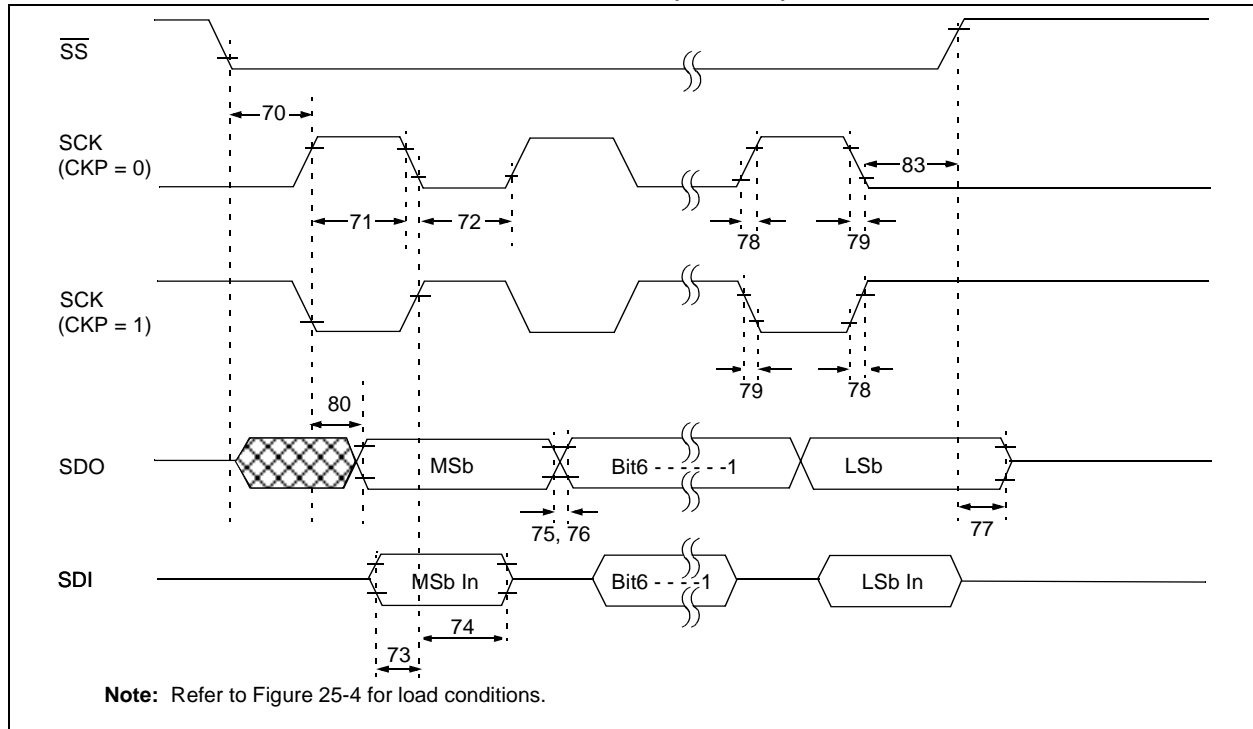 SS
70
SCK
(CKP = 0)
83
71
72
78
79
SCK
(CKP = 1)
79
78
80
SDO
MSb
Bit6 - - - - - -1
LSb
75, 76
77
SDI
MSb In
Bit6 - - - -1
LSb In
74
73
Note: Refer to Figure 25-4 for load conditions.